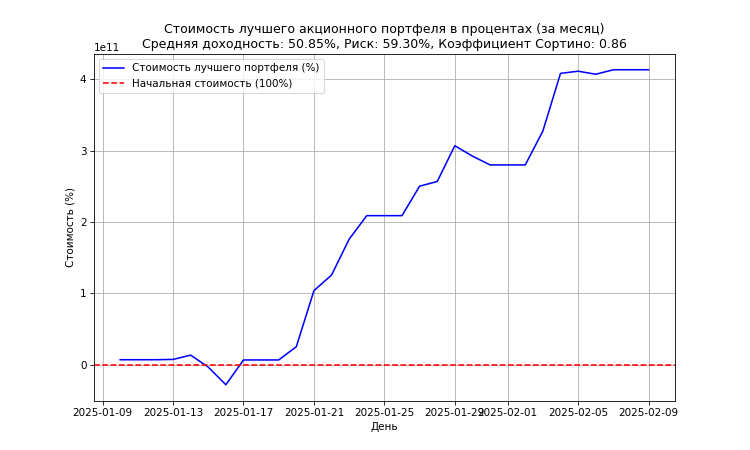 Стоимость лучшего акционного портфеля в процентах (за месяц)
Средняя доходность: 50.85%, Риск: 59.30%, Коэффициент Сортино: 0.86
1e11
Стоимость лучшего портфеля (%)
Начальная стоимость (100%)
4
3
2
1
0
Стоимость (%)
2025-01-09 2025-01-13 2025-01-17 2025-01-21 2025-01-25 2025-01-29 2025-02-01 2025-02-05 2025-02-09
День